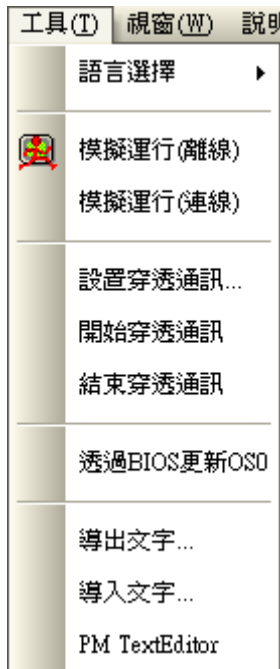 工具(T) 視窗(W) 說明
語言選擇
模擬運行(離線)
模擬運行(連線)
設置穿透通訊...
開始穿透通訊
結束穿透通訊
透過BIOS更新OS0
導出文字...
導入文字...
PM TextEditor